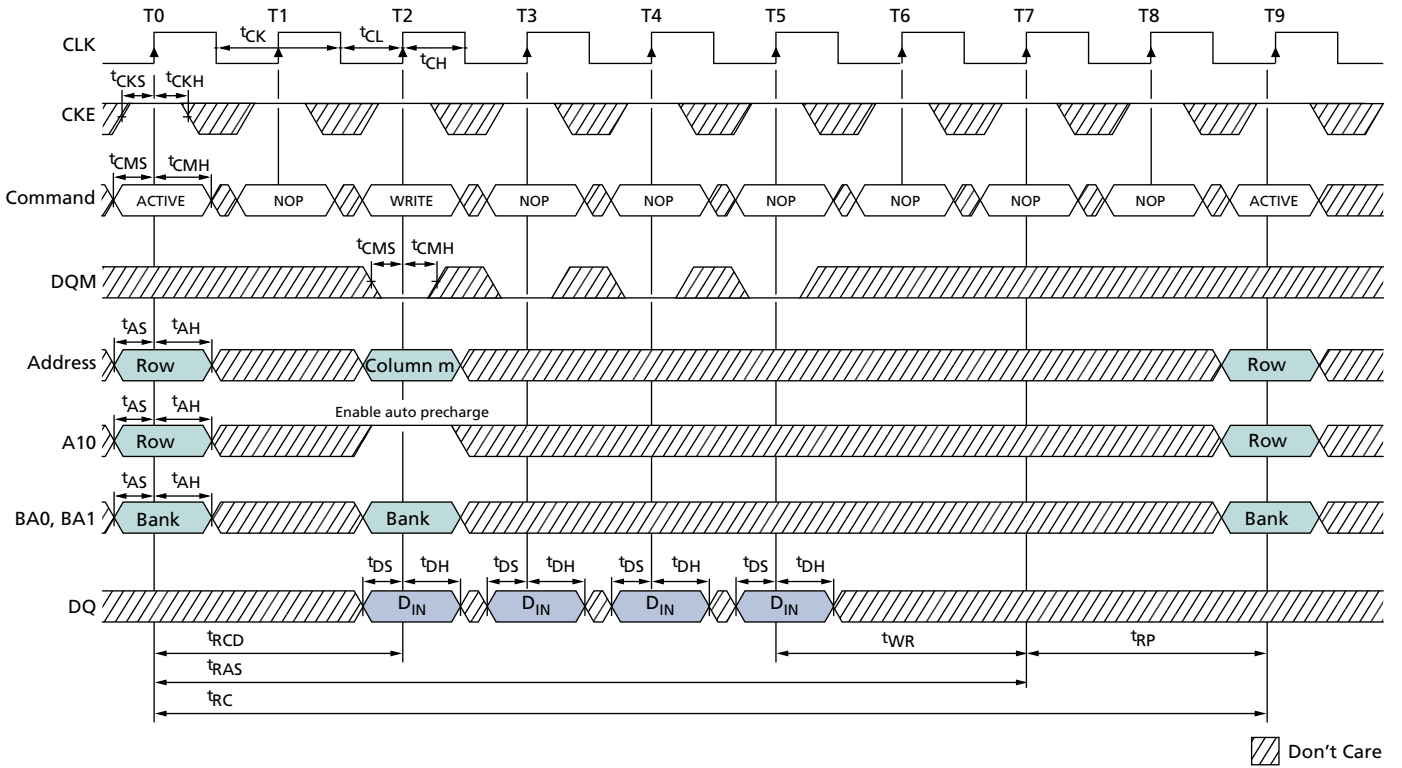 T0 T1 T2 T3 T4 T5 T6 T7 T8 T9
CLK tCK tCL tCH
tCKS tCKH
CKE
tCMS tCMH
Command ACTIVE NOP WRITE NOP NOP NOP NOP NOP NOP ACTIVE
tCMS tCMH
DQM
tAS tAH
Address Row Column m Row
tAS tAH Enable auto precharge
A10 Row Row
tAS tAH
BA0, BA1 Bank Bank Bank
tDS tDH tDS tDH tDS tDH tDS tDH
DQ DIN DIN DIN DIN
tRCD tWR tRP
tRAS
tRC
Don't Care